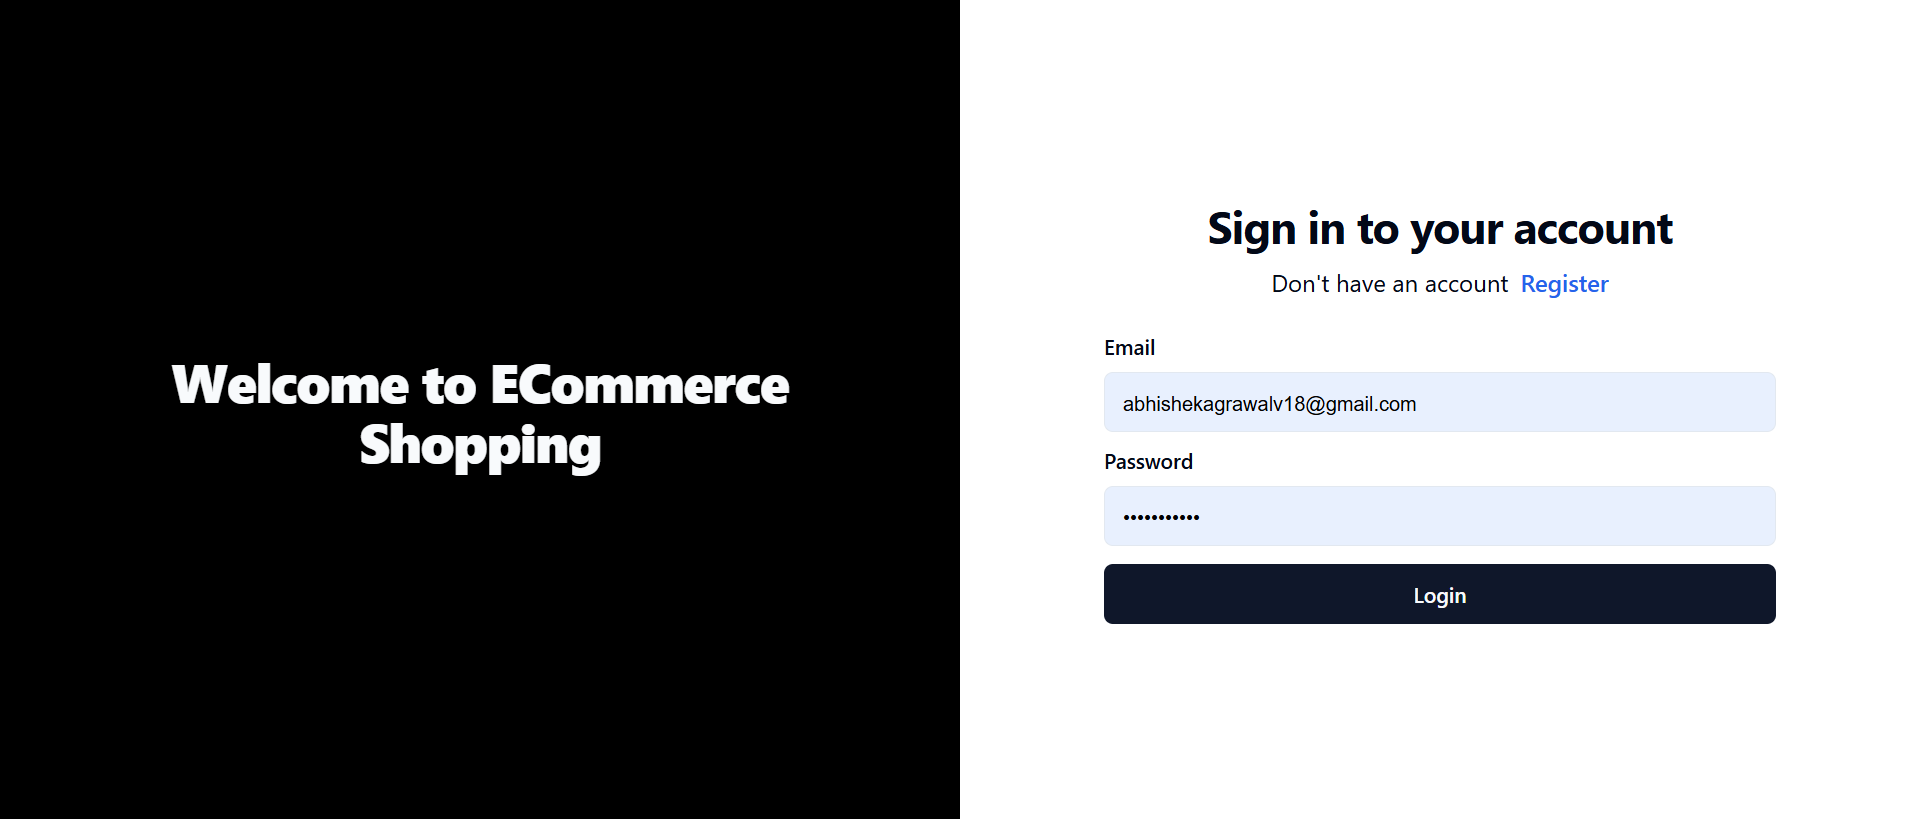 Welcome to ECommerce
Shopping
Sign in to your account
Don't have an account Register
Email
abhishekagrawalv18@gmail.com
Password
•••••••••••
Login